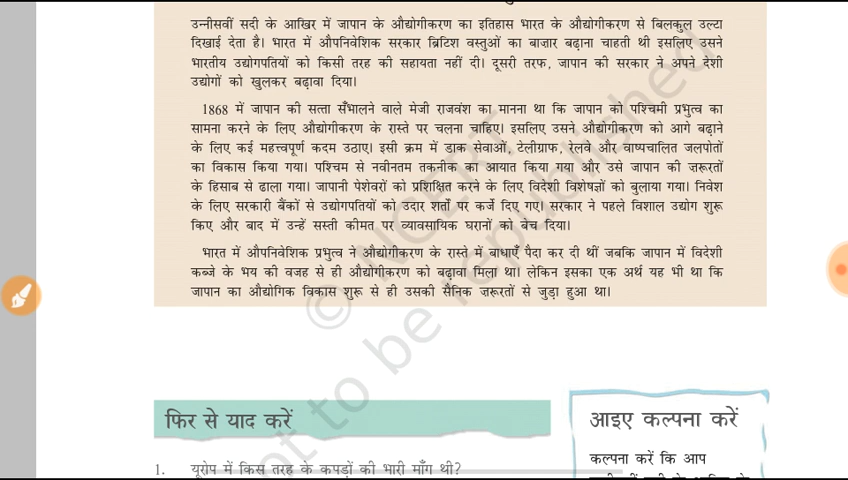 उन्नीसवीं सदी के आखिर में जापान के औद्योगीकरण का इतिहास भारत के औद्योगीकरण से बिलकुल उल्टा
दिखाई देता है। भारत में औपनिवेशिक सरकार ब्रिटिश वस्तुओं का बाज़ार बढ़ाना चाहती थी इसलिए उसने
भारतीय उद्योगपतियों को किसी तरह की सहायता नहीं दी। दूसरी तरफ, जापान की सरकार ने अपने देशी
उद्योगों को खुलकर बढ़ावा दिया।
1868 में जापान की सत्ता सँभालने वाले मेजी राजवंश का मानना था कि जापान को पश्चिमी प्रभुत्व का
सामना करने के लिए औद्योगीकरण के रास्ते पर चलना चाहिए। इसलिए उसने औद्योगीकरण को आगे बढ़ाने
के लिए कई महत्त्वपूर्ण कदम उठाए। इसी क्रम में डाक सेवाओं, टेलीग्राफ, रेलवे और वाष्पचालित जलपोतों
का विकास किया गया। पश्चिम से नवीनतम तकनीक का आयात किया गया और उसे जापान की ज़रूरतों
के हिसाब से ढाला गया। जापानी पेशेवरों को प्रशिक्षित करने के लिए विदेशी विशेषज्ञों को बुलाया गया। निवेश
के लिए सरकारी बैंकों से उद्योगपतियों को उदार शर्तों पर कर्जे दिए गए। सरकार ने पहले विशाल उद्योग शुरू
किए और बाद में उन्हें सस्ती कीमत पर व्यावसायिक घरानों को बेच दिया।
भारत में औपनिवेशिक प्रभुत्व ने औद्योगीकरण के रास्ते में बाधाएँ पैदा कर दी थीं जबकि जापान में विदेशी
कब्जे के भय की वजह से ही औद्योगीकरण को बढ़ावा मिला था। लेकिन इसका एक अर्थ यह भी था कि
जापान का औद्योगिक विकास शुरू से ही उसकी सैनिक ज़रूरतों से जुड़ा हुआ था।
© NCERT
not to be republished
फिर से याद करें
1. यूरोप में किस तरह के कपड़ों की भारी माँग थी?
आइए कल्पना करें
कल्पना करें कि आप